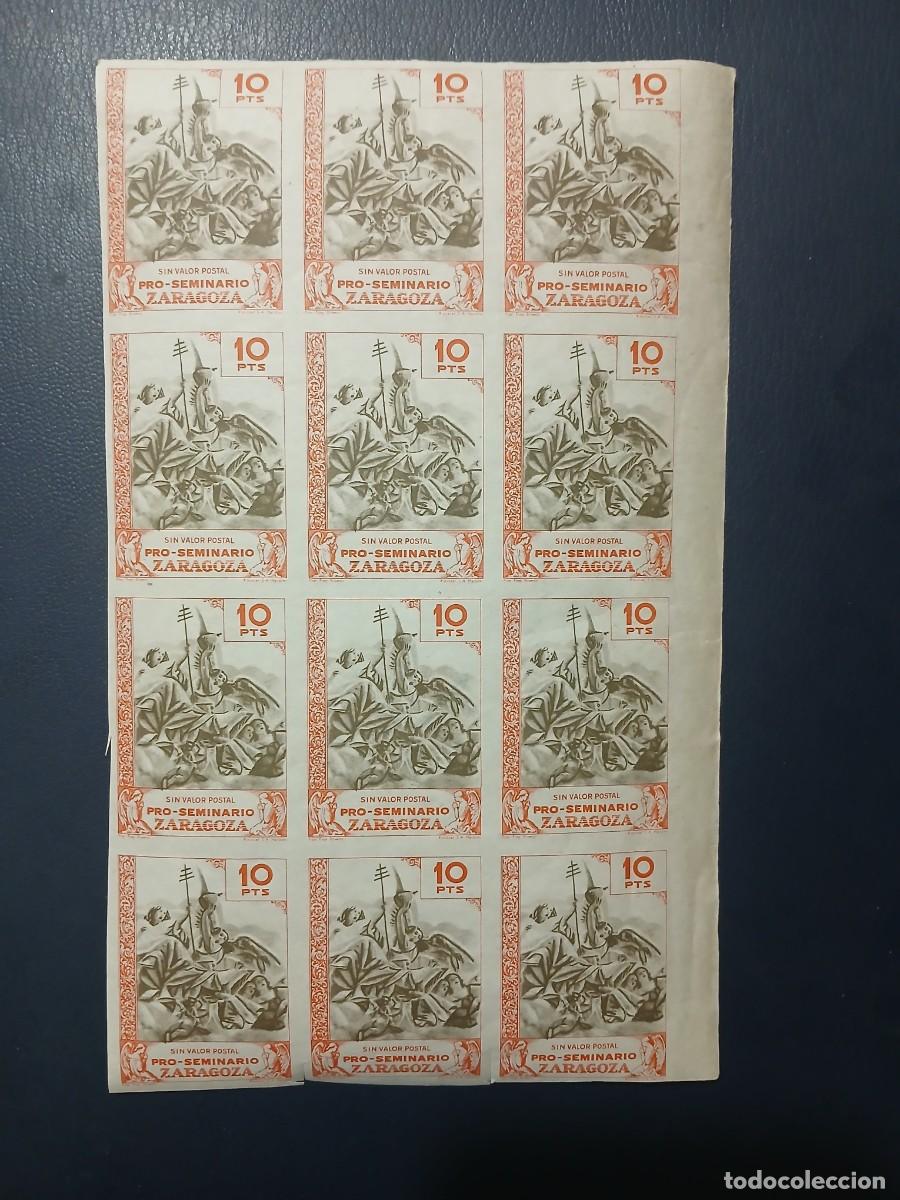 10 10 10
PTS PTS PTS
SIN VALOR POSTAL SIN VALOR POSTAL SIN VALOR POSTAL
PRO-SEMINARIO PRO-SEMINARIO PRO-SEMINARIO
ZARAGOZA ZARAGOZA ZARAGOZA
10 10 10
PTS PTS PTS
SIN VALOR POSTAL SIN VALOR POSTAL SIN VALOR POSTAL
PRO-SEMINARIO PRO-SEMINARIO PRO-SEMINARIO
ZARAGOZA ZARAGOZA ZARAGOZA
10 10 10
PTS PTS PTS
SIN VALOR POSTAL SIN VALOR POSTAL SIN VALOR POSTAL
PRO-SEMINARIO PRO-SEMINARIO PRO-SEMINARIO
ZARAGOZA ZARAGOZA ZARAGOZA
10 10 10
PTS PTS PTS
SIN VALOR POSTAL SIN VALOR POSTAL SIN VALOR POSTAL
PRO-SEMINARIO PRO-SEMINARIO PRO-SEMINARIO
ZARAGOZA ZARAGOZA ZARAGOZA
todocoleccion